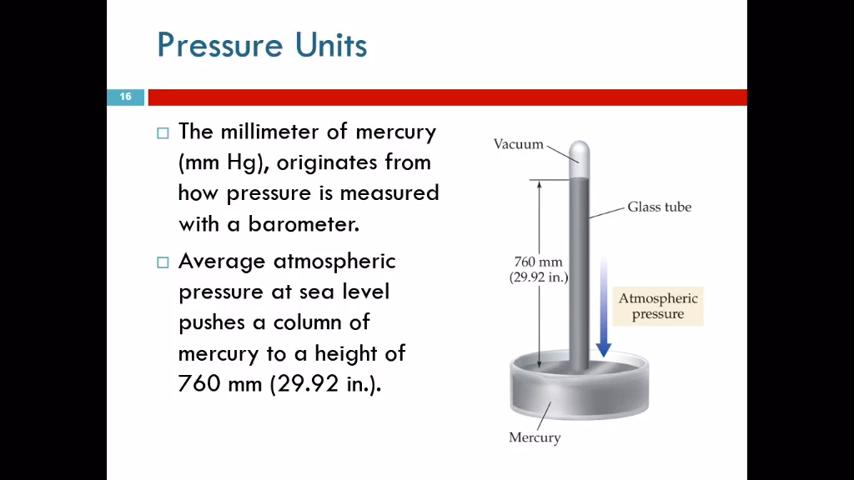 Pressure Units
16
The millimeter of mercury
(mm Hg), originates from
how pressure is measured
with a barometer.
Average atmospheric
pressure at sea level
pushes a column of
mercury to a height of
760 mm (29.92 in.).
Vacuum
Glass tube
760 mm
(29.92 in.)
Atmospheric
pressure
Mercury